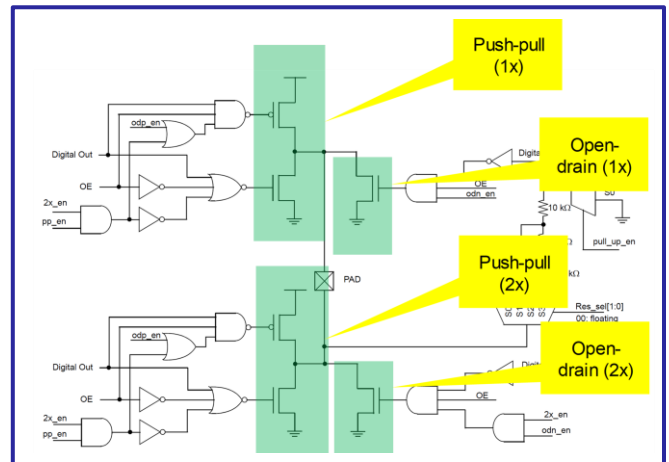 Push-pull
(1x)
odp_en
Digital Out
OE
2x_en
pp_en
Open-
drain (1x)
OE
odn_en
10 kΩ
S0
pull_up_en
PAD
Push-pull
(2x)
Res_sel[1:0]
00: floating
odp_en
Digital Out
OE
2x_en
pp_en
Open-
drain (2x)
OE
2x_en
odn_en